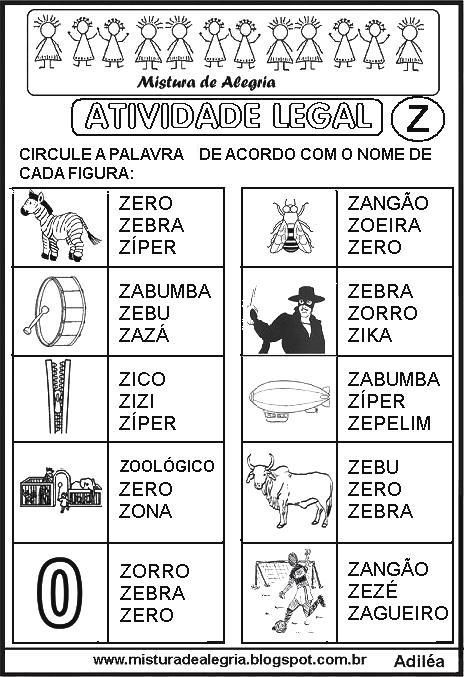 Mistura de Alegria
ATIVIDADE LEGAL Z
CIRCULE A PALAVRA DE ACORDO COM O NOME DE
CADA FIGURA:
ZERO
ZEBRA
ZÍPER
ZANGÃO
ZOEIRA
ZERO
ZABUMBA
ZEBU
ZAZÁ
ZEBRA
ZORRO
ZIKA
ZICO
ZIZI
ZÍPER
ZABUMBA
ZÍPER
ZEPELIM
ZOOLÓGICO
ZERO
ZONA
ZEBU
ZERO
ZEBRA
0
ZORRO
ZEBRA
ZERO
ZANGÃO
ZEZÉ
ZAGUEIRO
www.misturadealegria.blogspot.com.br Adiléa